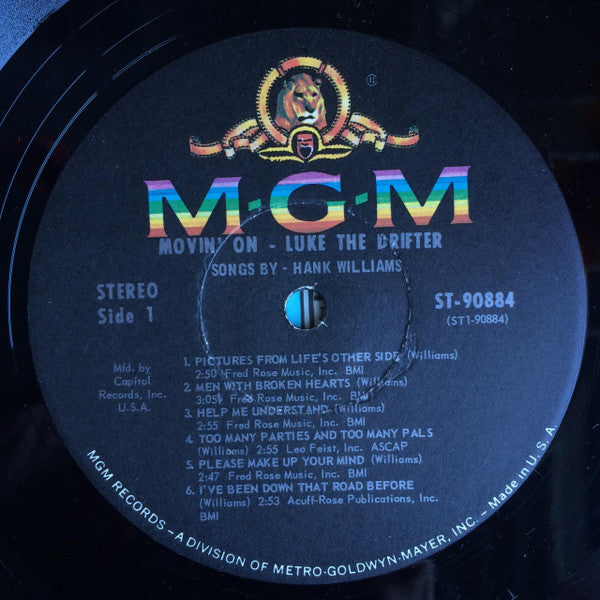 ®
M-G-M
MOVIN' ON - LUKE THE DRIFTER
SONGS BY - HANK WILLIAMS
STEREO
Side 1
ST-90884
(ST1-90884)
Mfd. by
Capitol
Records, Inc.
U.S.A.
1. PICTURES FROM LIFE'S OTHER SIDE (Williams)
2:50 Fred Rose Music, Inc. BMI
2. MEN WITH BROKEN HEARTS (Williams)
3:05 Fred Rose Music, Inc. BMI
3. HELP ME UNDERSTAND (Williams)
2:55 Fred Rose Music, Inc. BMI
4. TOO MANY PARTIES AND TOO MANY PALS
(Williams) 2:55 Leo Feist, Inc. ASCAP
5. PLEASE MAKE UP YOUR MIND (Williams)
2:47 Fred Rose Music, Inc. BMI
6. I'VE BEEN DOWN THAT ROAD BEFORE
(Williams) 2:53 Acuff-Rose Publications, Inc.
BMI
MGM RECORDS – A DIVISION OF METRO-GOLDWYN-MAYER, INC. – Made in U.S.A.